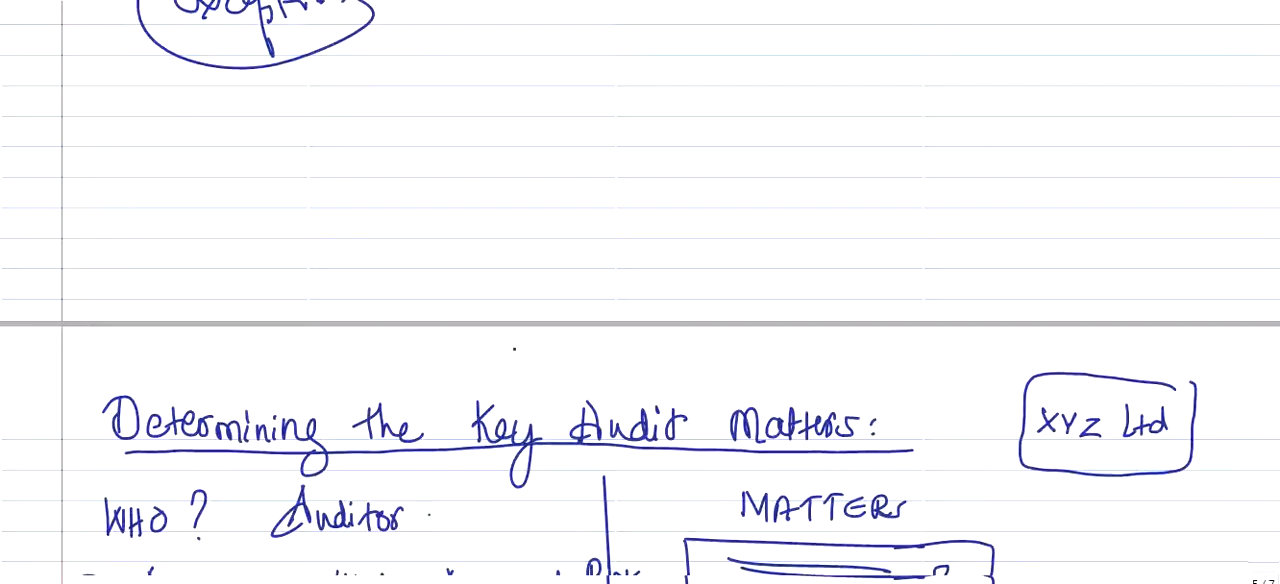 Determining the Key Audit Matters:
XYZ Ltd
WHO? Auditor
MATTERS